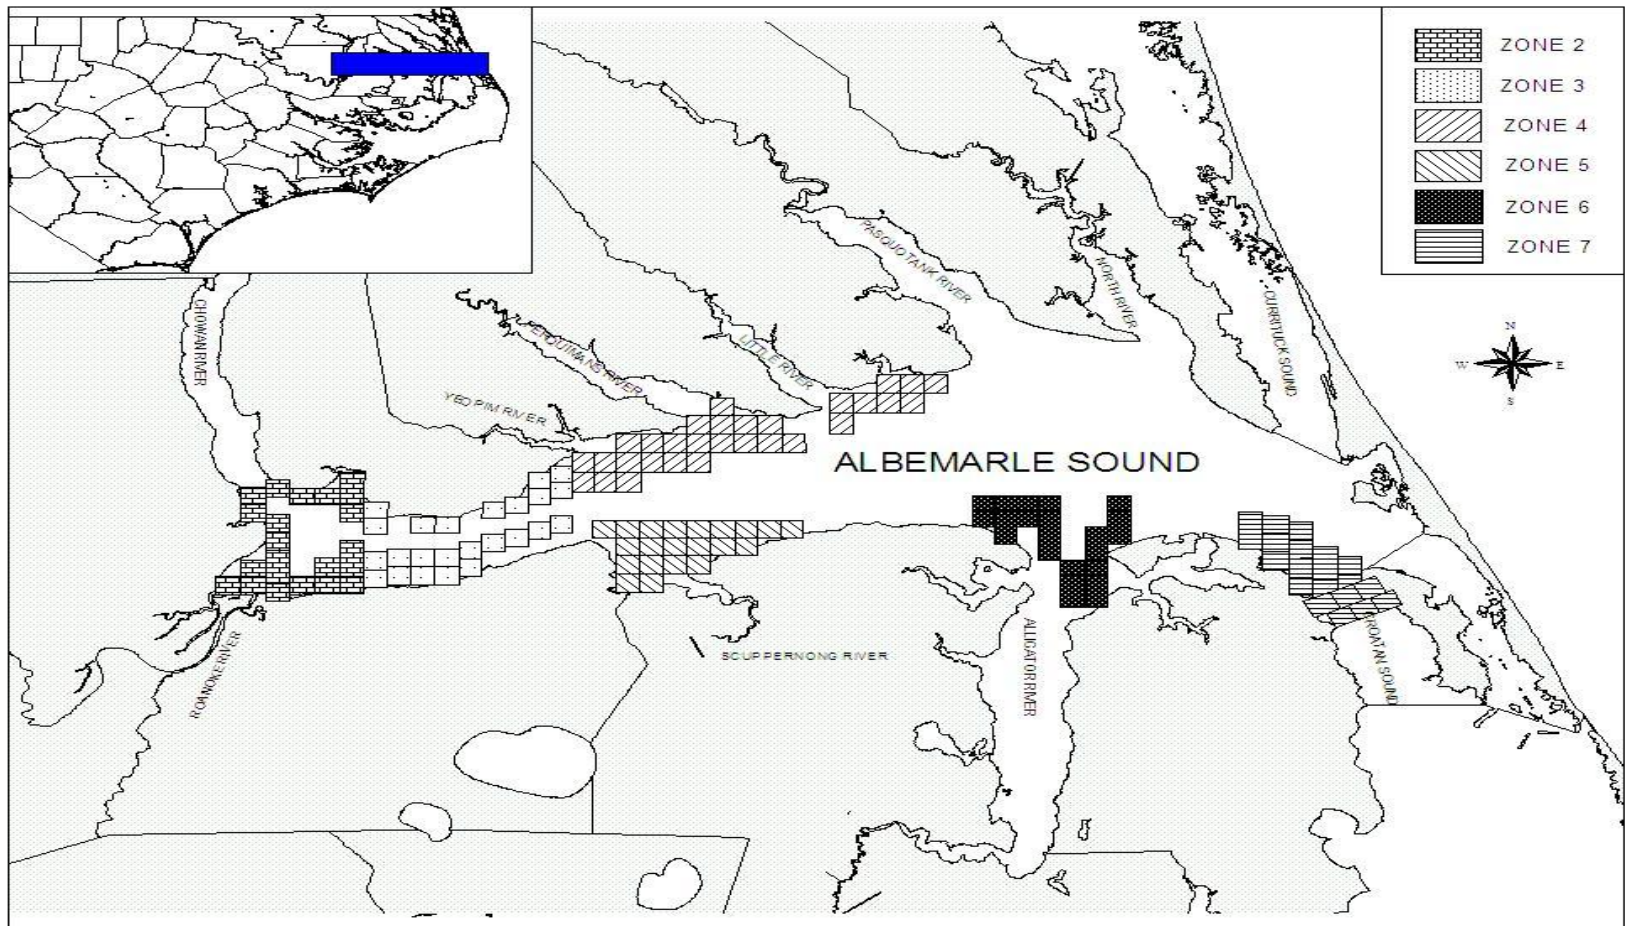 ZONE 2
ZONE 3
ZONE 4
ZONE 5
ZONE 6
ZONE 7
N
W E
S
CHOWAN RIVER
PASQUOTANK RIVER
NORTH RIVER
CURRITUCK SOUND
PERQUIMANS RIVER
LITTLE RIVER
YEOPIM RIVER
ALBEMARLE SOUND
ROANOKE RIVER
SCUPPERNONG RIVER
ALLIGATOR RIVER
CROATAN SOUND